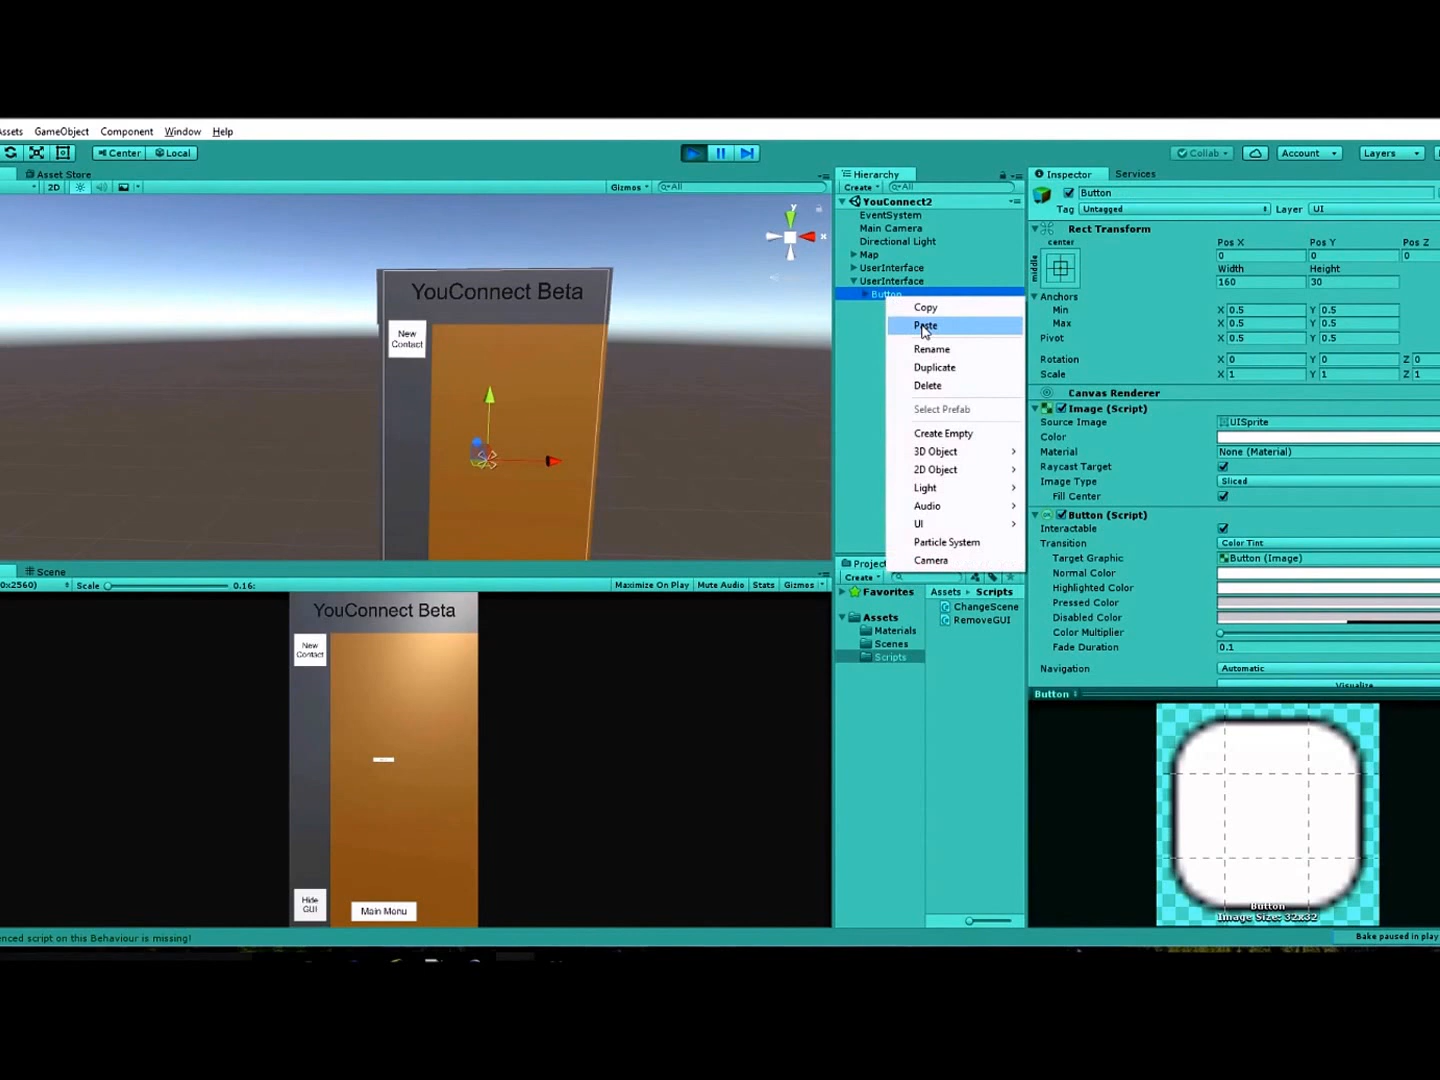 Assets GameObject Component Window Help
Center Local
Collab Account Layers
Asset Store
2D Gizmos All
YouConnect Beta
New
Contact
Scene
Scale 0.16: Maximize On Play Mute Audio Stats Gizmos
YouConnect Beta
New
Contact
Hide
GUI
Main Menu
enced script on this Behaviour is missing!
Hierarchy
Create All
YouConnect2
EventSystem
Main Camera
Directional Light
Map
UserInterface
UserInterface
Button
Copy
Paste
Rename
Duplicate
Delete
Select Prefab
Create Empty
3D Object
2D Object
Light
Audio
UI
Particle System
Camera
Project
Create
Favorites
Assets
Materials
Scenes
Scripts
Assets Scripts
ChangeScene
RemoveGUI
Inspector Services
Button
Tag Untagged Layer UI
Rect Transform
center
middle
Pos X Pos Y Pos Z
0 0 0
Width Height
160 30
Anchors
Min X 0.5 Y 0.5
Max X 0.5 Y 0.5
Pivot X 0.5 Y 0.5
Rotation X 0 Y 0 Z 0
Scale X 1 Y 1 Z 1
Canvas Renderer
Image (Script)
Source Image UISprite
Color
Material None (Material)
Raycast Target
Image Type Sliced
Fill Center
Button (Script)
Interactable
Transition Color Tint
Target Graphic Button (Image)
Normal Color
Highlighted Color
Pressed Color
Disabled Color
Color Multiplier
Fade Duration 0.1
Navigation Automatic
Visualize
Button
Button
Image Size: 32x32
Bake paused in play